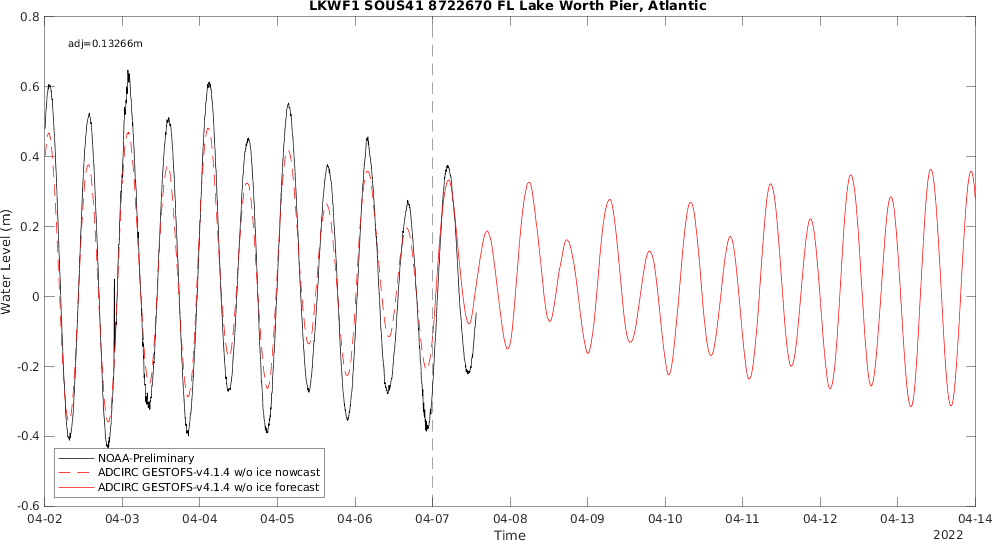 LKWF1 SOUS41 8722670 FL Lake Worth Pier, Atlantic
0.8
adj=0.13266m
0.6
0.4
0.2
0
-0.2
-0.4
-0.6
Water Level (m)
NOAA-Preliminary
ADCIRC GESTOFS-v4.1.4 w/o ice nowcast
ADCIRC GESTOFS-v4.1.4 w/o ice forecast
04-02 04-03 04-04 04-05 04-06 04-07 04-08 04-09 04-10 04-11 04-12 04-13 04-14
Time
2022